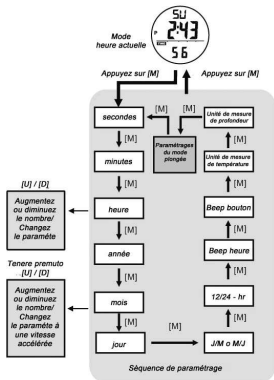 Mode
heure actuelle
SU
P 2:43
56
Appuyez sur [M]
Appuyez sur [M]
secondes
[M]
minutes
[M]
heure
[M]
année
[M]
mois
[M]
jour
[M]
J/M o M/J
[M]
12/24 - hr
[M]
Beep heure
[M]
Beep bouton
[M]
Unité de mesure
de température
[M]
Unité de mesure
de profondeur
[M]
[M]
Paramétrages
du mode
plongée
[U] / [D]
Augmentez
ou diminuez
le nombre/
Changez
le paraméte
Tenere premuto
...[U] / [D]
Augmentez
ou diminuez
le nombre/
Changez
le paraméte à
une vitesse
accélérée
Séquence de paramétrage